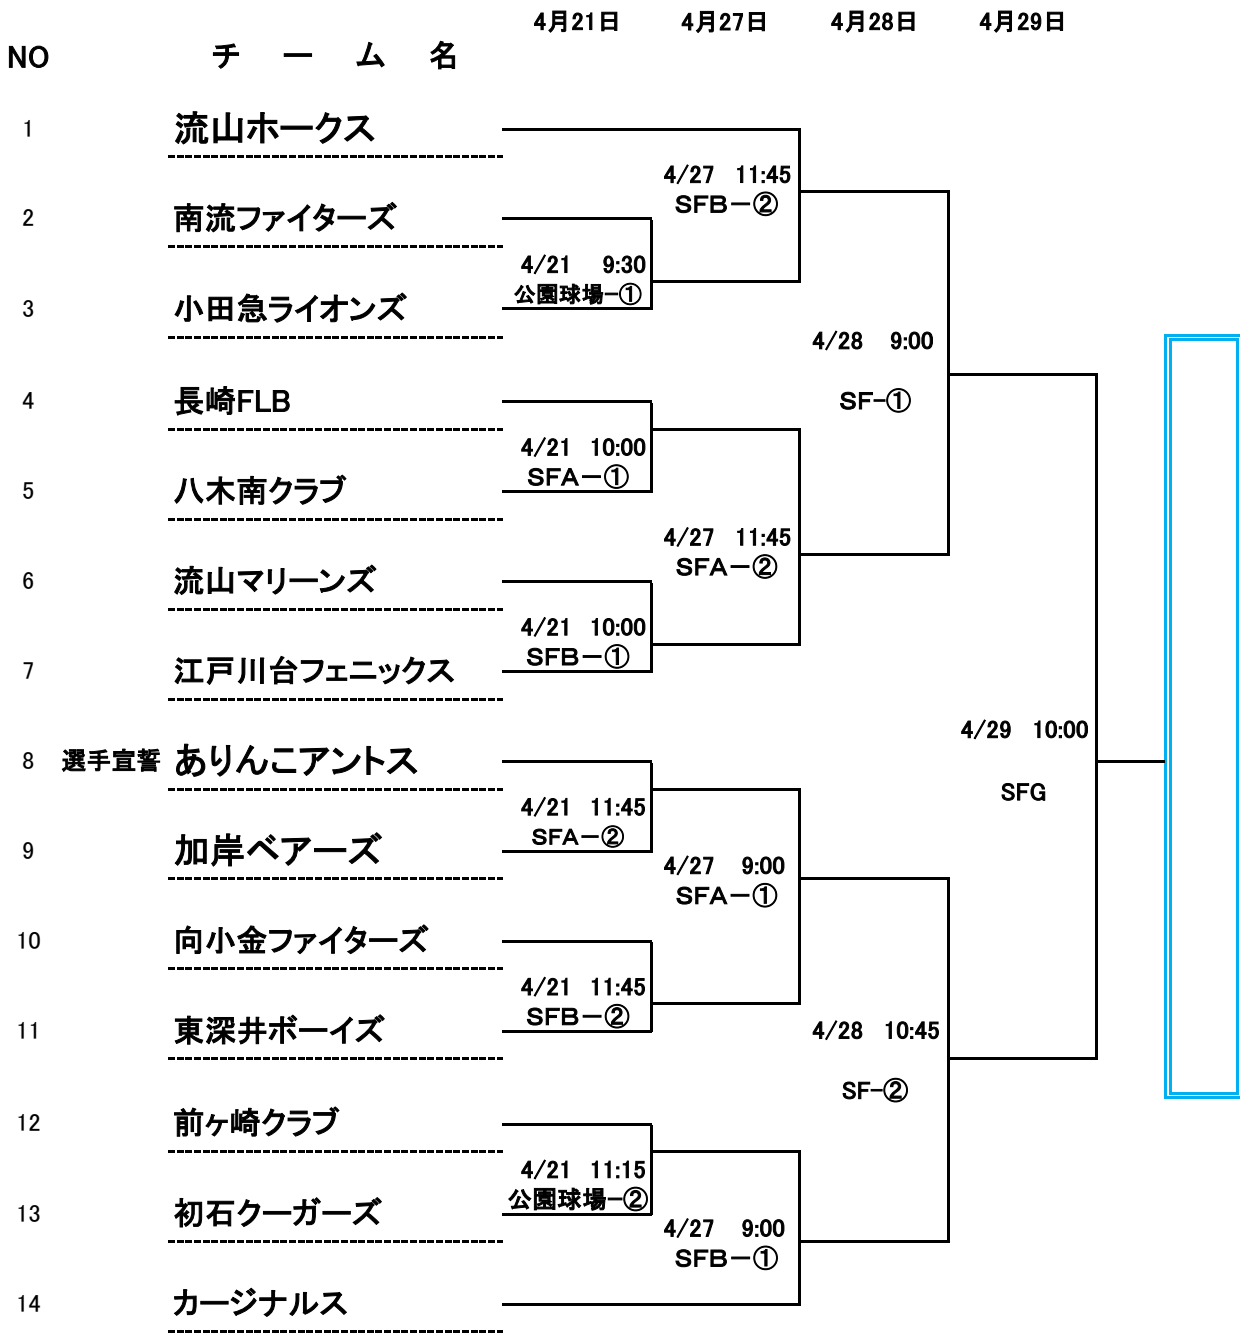 4月21日 4月27日 4月28日 4月29日
NO チ ー ム 名
1 流山ホークス
4/27 11:45
SFB－②
2 南流ファイターズ
4/21 9:30
公園球場-①
3 小田急ライオンズ
4/28 9:00
SF-①
4 長崎FLB
4/21 10:00
SFA－①
5 八木南クラブ
4/27 11:45
SFA－②
6 流山マリーンズ
4/21 10:00
SFB－①
7 江戸川台フェニックス
4/29 10:00
SFG
8 選手宣誓 ありんこアントス
4/21 11:45
SFA－②
9 加岸ベアーズ
4/27 9:00
SFA－①
10 向小金ファイターズ
4/21 11:45
SFB－②
11 東深井ボーイズ
4/28 10:45
SF-②
12 前ヶ崎クラブ
4/21 11:15
公園球場-②
13 初石クーガーズ
4/27 9:00
SFB－①
14 カージナルス